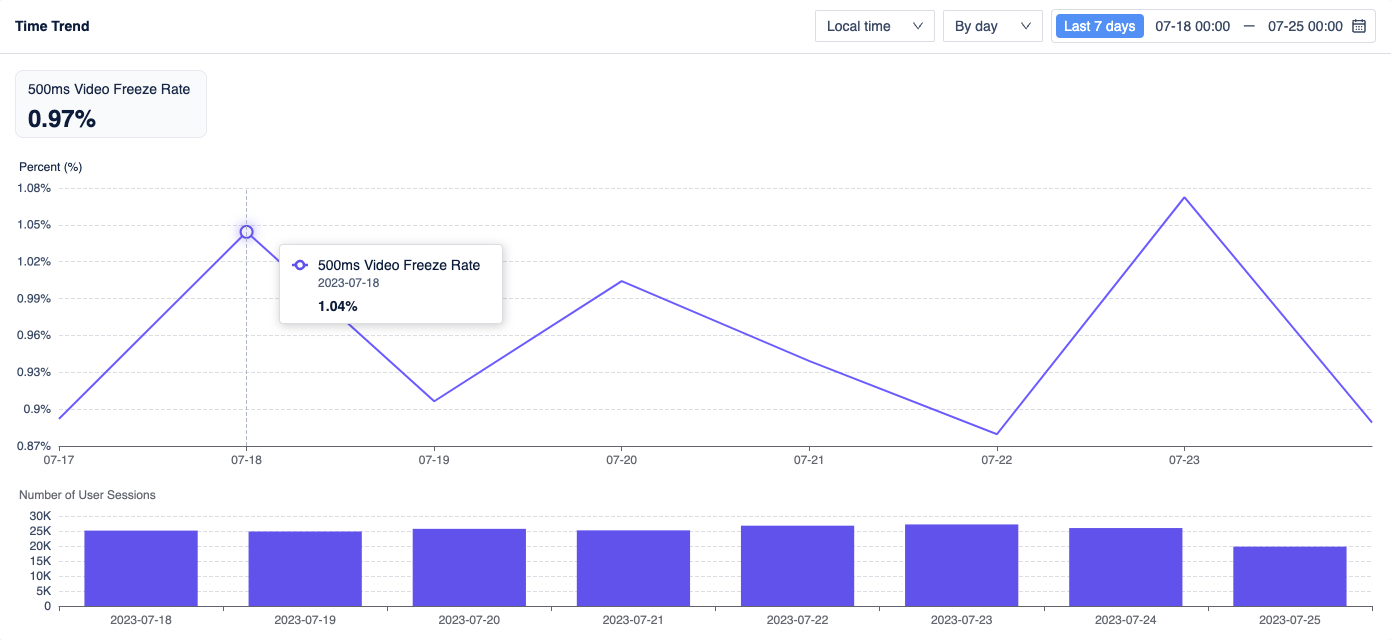 Time Trend
Local time
By day
Last 7 days 07-18 00:00 — 07-25 00:00
500ms Video Freeze Rate
0.97%
Percent (%)
1.08%
1.05%
1.02%
0.99%
0.96%
0.93%
0.9%
0.87%
500ms Video Freeze Rate
2023-07-18
1.04%
07-17 07-18 07-19 07-20 07-21 07-22 07-23
Number of User Sessions
30K
25K
20K
15K
10K
5K
0
2023-07-18 2023-07-19 2023-07-20 2023-07-21 2023-07-22 2023-07-23 2023-07-24 2023-07-25